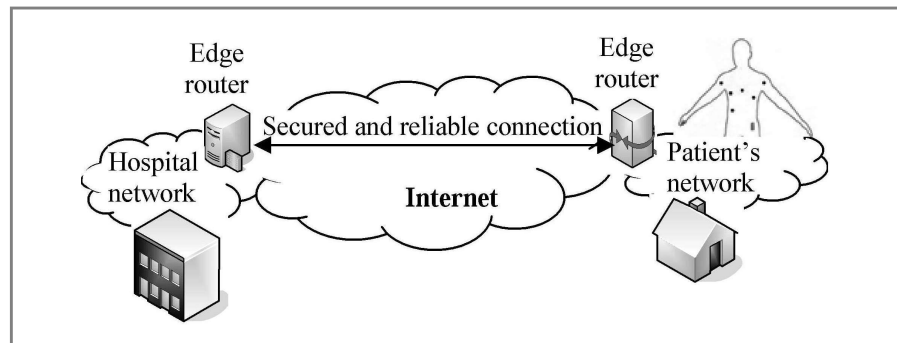 Edge
router
Edge
router
Secured and reliable connection
Hospital
network
Patient's
network
Internet